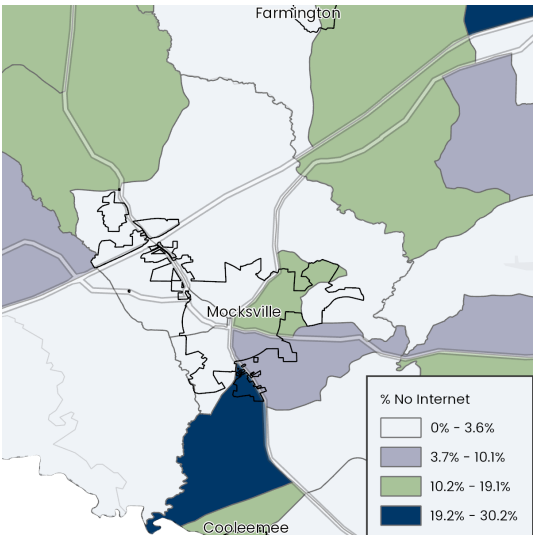 Farmington
Mocksville
% No Internet
0% - 3.6%
3.7% - 10.1%
10.2% - 19.1%
19.2% - 30.2%
Cooleemee